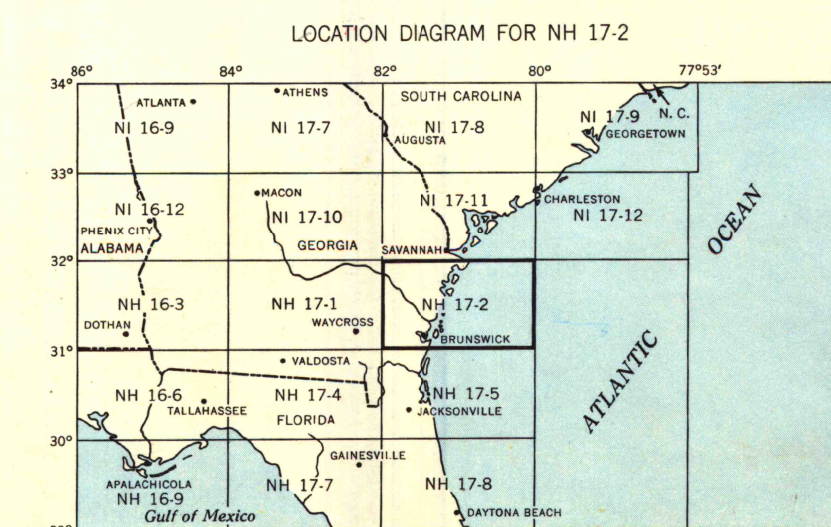 LOCATION DIAGRAM FOR NH 17-2
86° 84° 82° 80° 77°53'
34°
ATLANTA
ATHENS
SOUTH CAROLINA
NI 16-9
NI 17-7
NI 17-8
NI 17-9
N. C.
AUGUSTA
GEORGETOWN
33°
MACON
NI 16-12
NI 17-10
NI 17-11
CHARLESTON
NI 17-12
PHENIX CITY
ALABAMA
GEORGIA
SAVANNAH
OCEAN
32°
NH 16-3
NH 17-1
NH 17-2
DOTHAN
WAYCROSS
BRUNSWICK
31°
VALDOSTA
ATLANTIC
NH 16-6
NH 17-4
NH 17-5
TALLAHASSEE
FLORIDA
JACKSONVILLE
30°
GAINESVILLE
APALACHICOLA
NH 16-9
NH 17-7
NH 17-8
Gulf of Mexico
DAYTONA BEACH